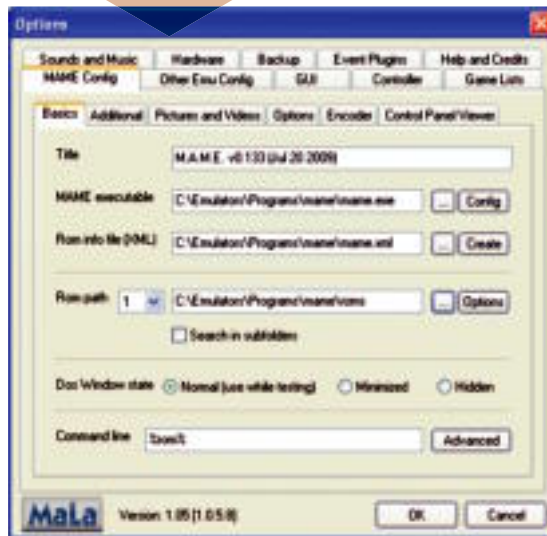 Options
Sounds and Music Hardware Backup Event Plugins Help and Credits
MAME Config Other Emu Config GUI Controller Game Lists
Basics Additional Pictures and Videos Options Encoder Control Panel Viewer
Title M.A.M.E. v0.133 (Jul 20 2009)
MAME executable C:\Emulators\Programs\mame\mame.exe ... Config
Rom info file (XML) C:\Emulators\Programs\mame\mame.xml ... Create
Rom path 1 C:\Emulators\Programs\mame\roms ... Options
Search in subfolders
Dos Window state Normal (use while testing) Minimized Hidden
Command line %rom% Advanced
MaLa Version: 1.05 [1.0.5.8] OK Cancel